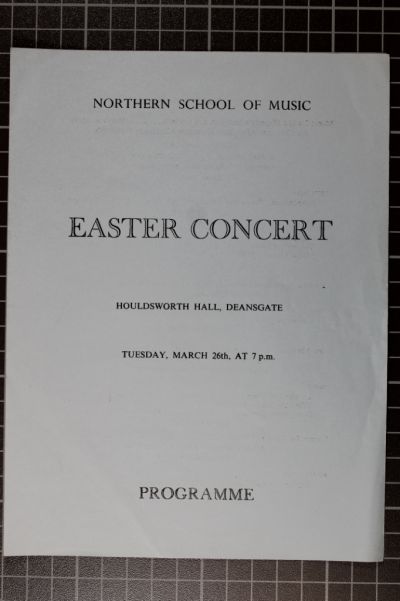 NORTHERN SCHOOL OF MUSIC
EASTER CONCERT
HOULDSWORTH HALL, DEANSGATE
TUESDAY, MARCH 26th, AT 7 p.m.
PROGRAMME